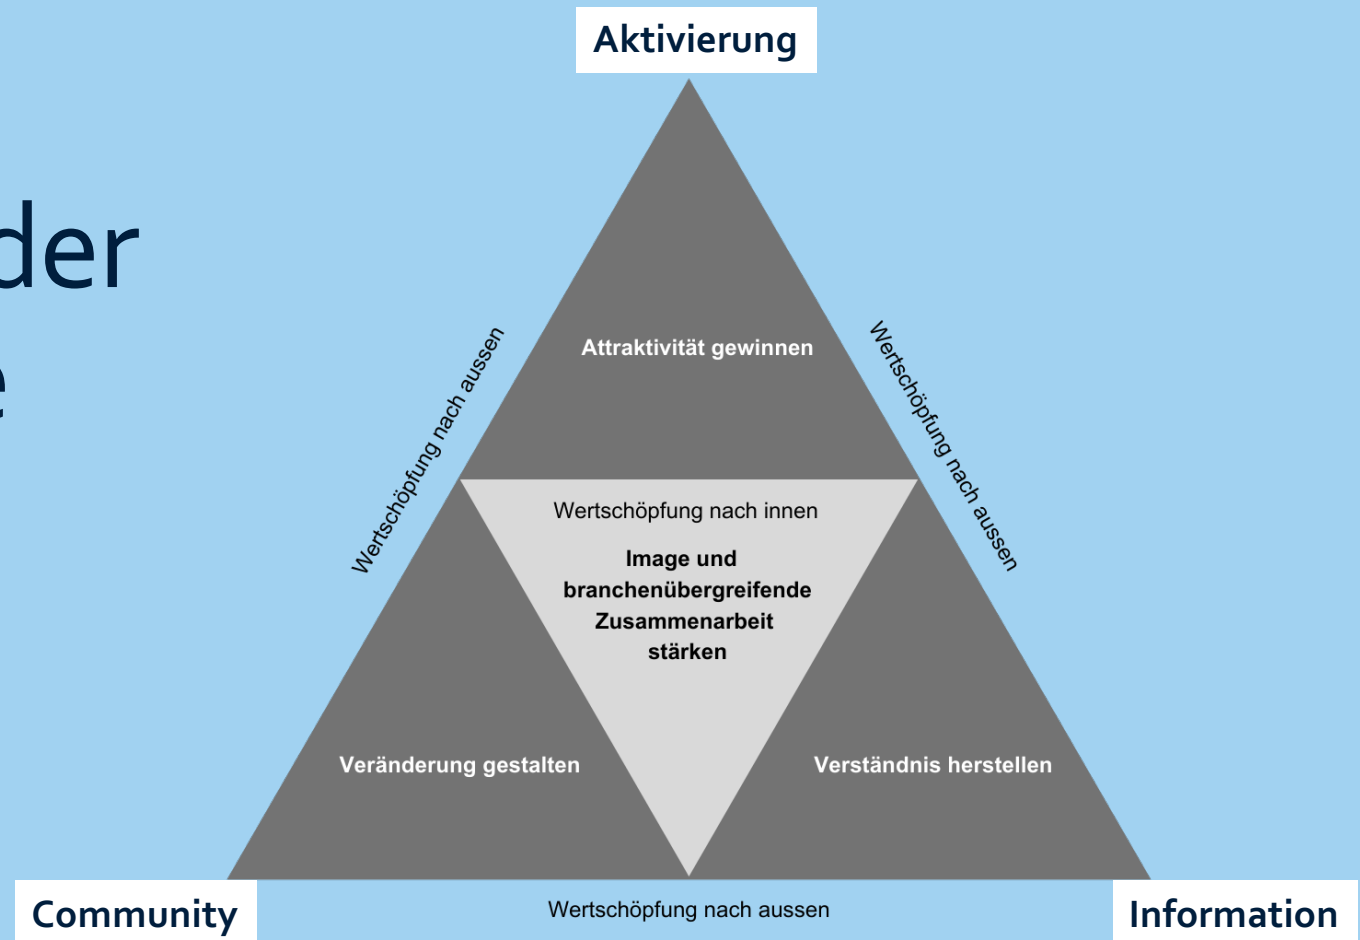 Aktivierung
der
e
Attraktivität gewinnen
Wertschöpfung nach aussen
Wertschöpfung nach aussen
Wertschöpfung nach innen
Image und
branchenübergreifende
Zusammenarbeit
stärken
Veränderung gestalten
Verständnis herstellen
Community
Wertschöpfung nach aussen
Information